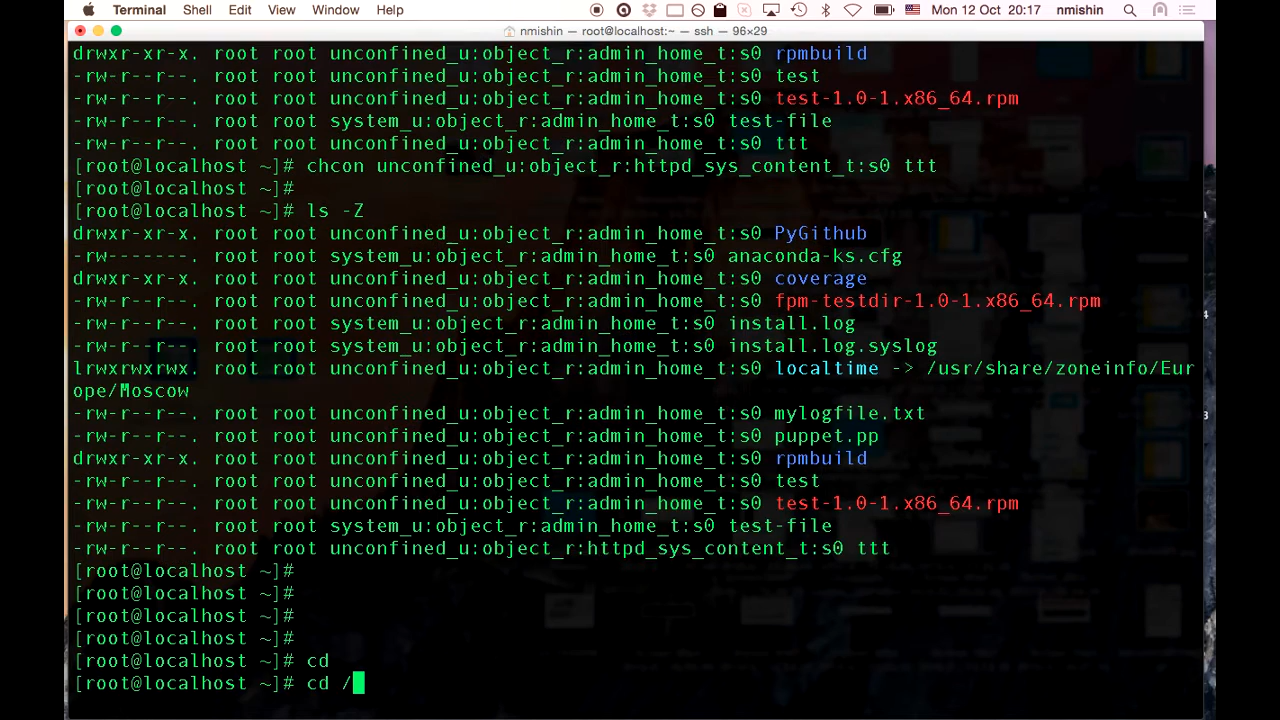 Terminal Shell Edit View Window Help Mon 12 Oct 20:17 nmishin
nmishin — root@localhost:~ — ssh — 96×29
drwxr-xr-x. root root unconfined_u:object_r:admin_home_t:s0 rpmbuild
-rw-r--r--. root root unconfined_u:object_r:admin_home_t:s0 test
-rw-r--r--. root root unconfined_u:object_r:admin_home_t:s0 test-1.0-1.x86_64.rpm
-rw-r--r--. root root system_u:object_r:admin_home_t:s0 test-file
-rw-r--r--. root root unconfined_u:object_r:admin_home_t:s0 ttt
[root@localhost ~]# chcon unconfined_u:object_r:httpd_sys_content_t:s0 ttt
[root@localhost ~]#
[root@localhost ~]# ls -Z
drwxr-xr-x. root root unconfined_u:object_r:admin_home_t:s0 PyGithub
-rw-------. root root system_u:object_r:admin_home_t:s0 anaconda-ks.cfg
drwxr-xr-x. root root unconfined_u:object_r:admin_home_t:s0 coverage
-rw-r--r--. root root unconfined_u:object_r:admin_home_t:s0 fpm-testdir-1.0-1.x86_64.rpm
-rw-r--r--. root root system_u:object_r:admin_home_t:s0 install.log
-rw-r--r--. root root system_u:object_r:admin_home_t:s0 install.log.syslog
lrwxrwxrwx. root root unconfined_u:object_r:admin_home_t:s0 localtime -> /usr/share/zoneinfo/Eur
ope/Moscow
-rw-r--r--. root root unconfined_u:object_r:admin_home_t:s0 mylogfile.txt
-rw-r--r--. root root unconfined_u:object_r:admin_home_t:s0 puppet.pp
drwxr-xr-x. root root unconfined_u:object_r:admin_home_t:s0 rpmbuild
-rw-r--r--. root root unconfined_u:object_r:admin_home_t:s0 test
-rw-r--r--. root root unconfined_u:object_r:admin_home_t:s0 test-1.0-1.x86_64.rpm
-rw-r--r--. root root system_u:object_r:admin_home_t:s0 test-file
-rw-r--r--. root root unconfined_u:object_r:httpd_sys_content_t:s0 ttt
[root@localhost ~]#
[root@localhost ~]#
[root@localhost ~]#
[root@localhost ~]#
[root@localhost ~]# cd
[root@localhost ~]# cd /